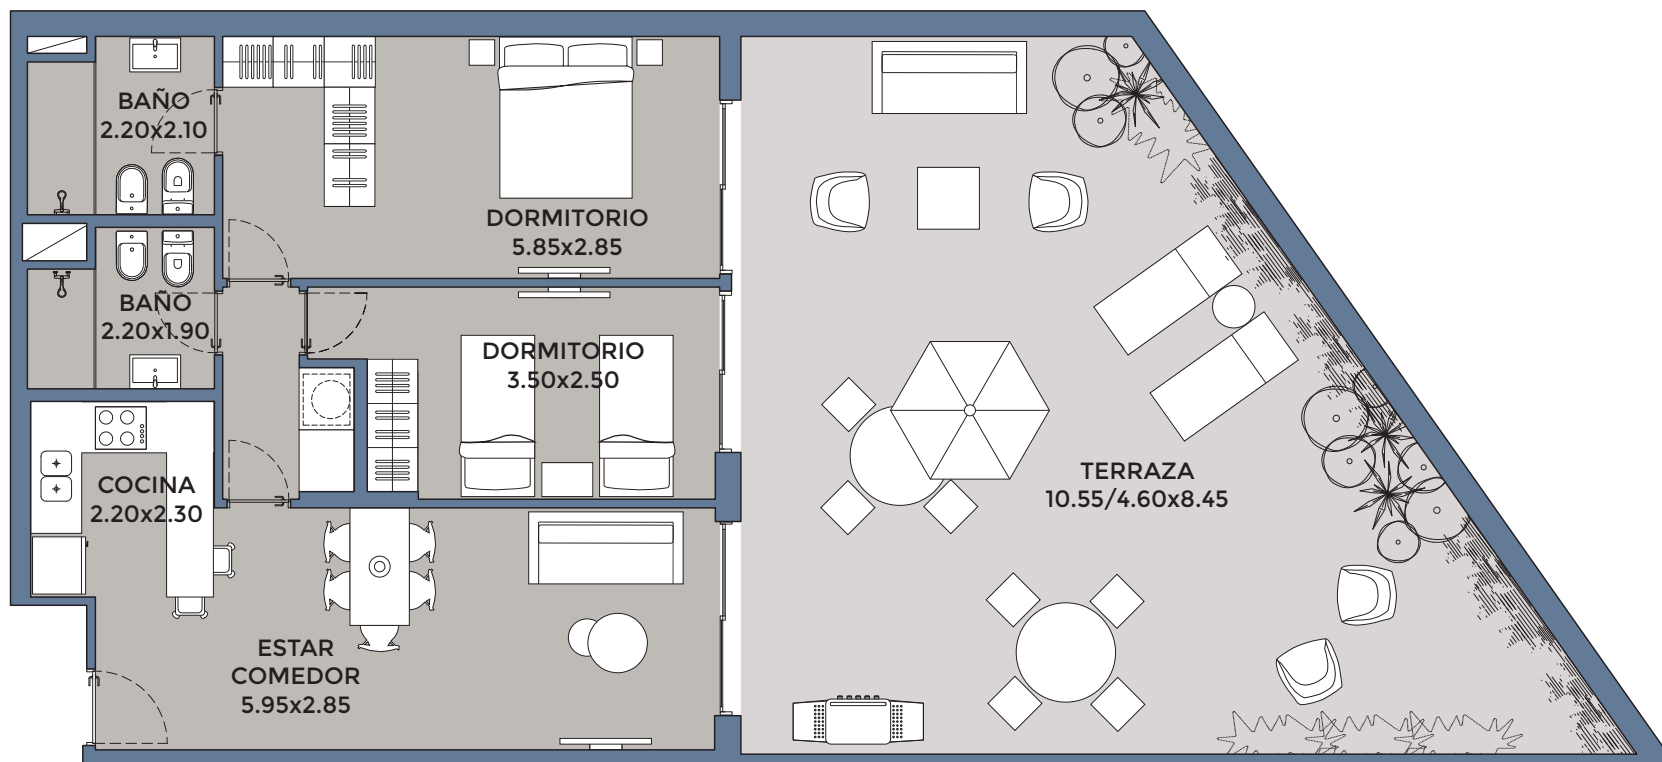 BAÑO
2.20x2.10
DORMITORIO
5.85x2.85
BAÑO
2.20x1.90
DORMITORIO
3.50x2.50
COCINA
2.20x2.30
TERRAZA
10.55/4.60x8.45
ESTAR
COMEDOR
5.95x2.85